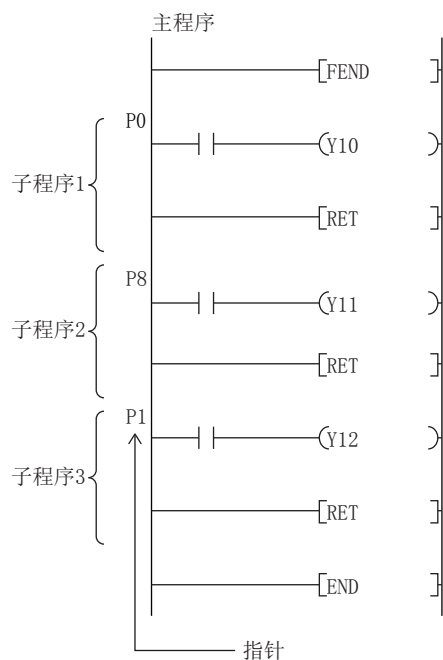 主程序
FEND
P0
Y10
子程序1
RET
P8
Y11
子程序2
RET
P1
Y12
子程序3
RET
END
指针